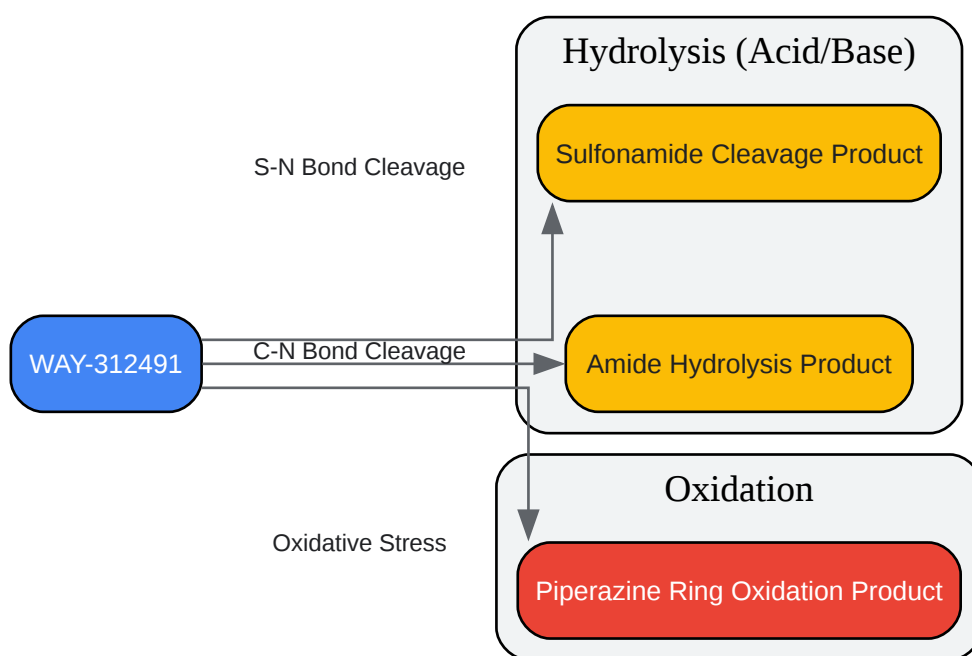 Hydrolysis (Acid/Base)
Sulfonamide Cleavage Product
S-N Bond Cleavage
WAY-312491
C-N Bond Cleavage
Amide Hydrolysis Product
Oxidation
Oxidative Stress
Piperazine Ring Oxidation Product